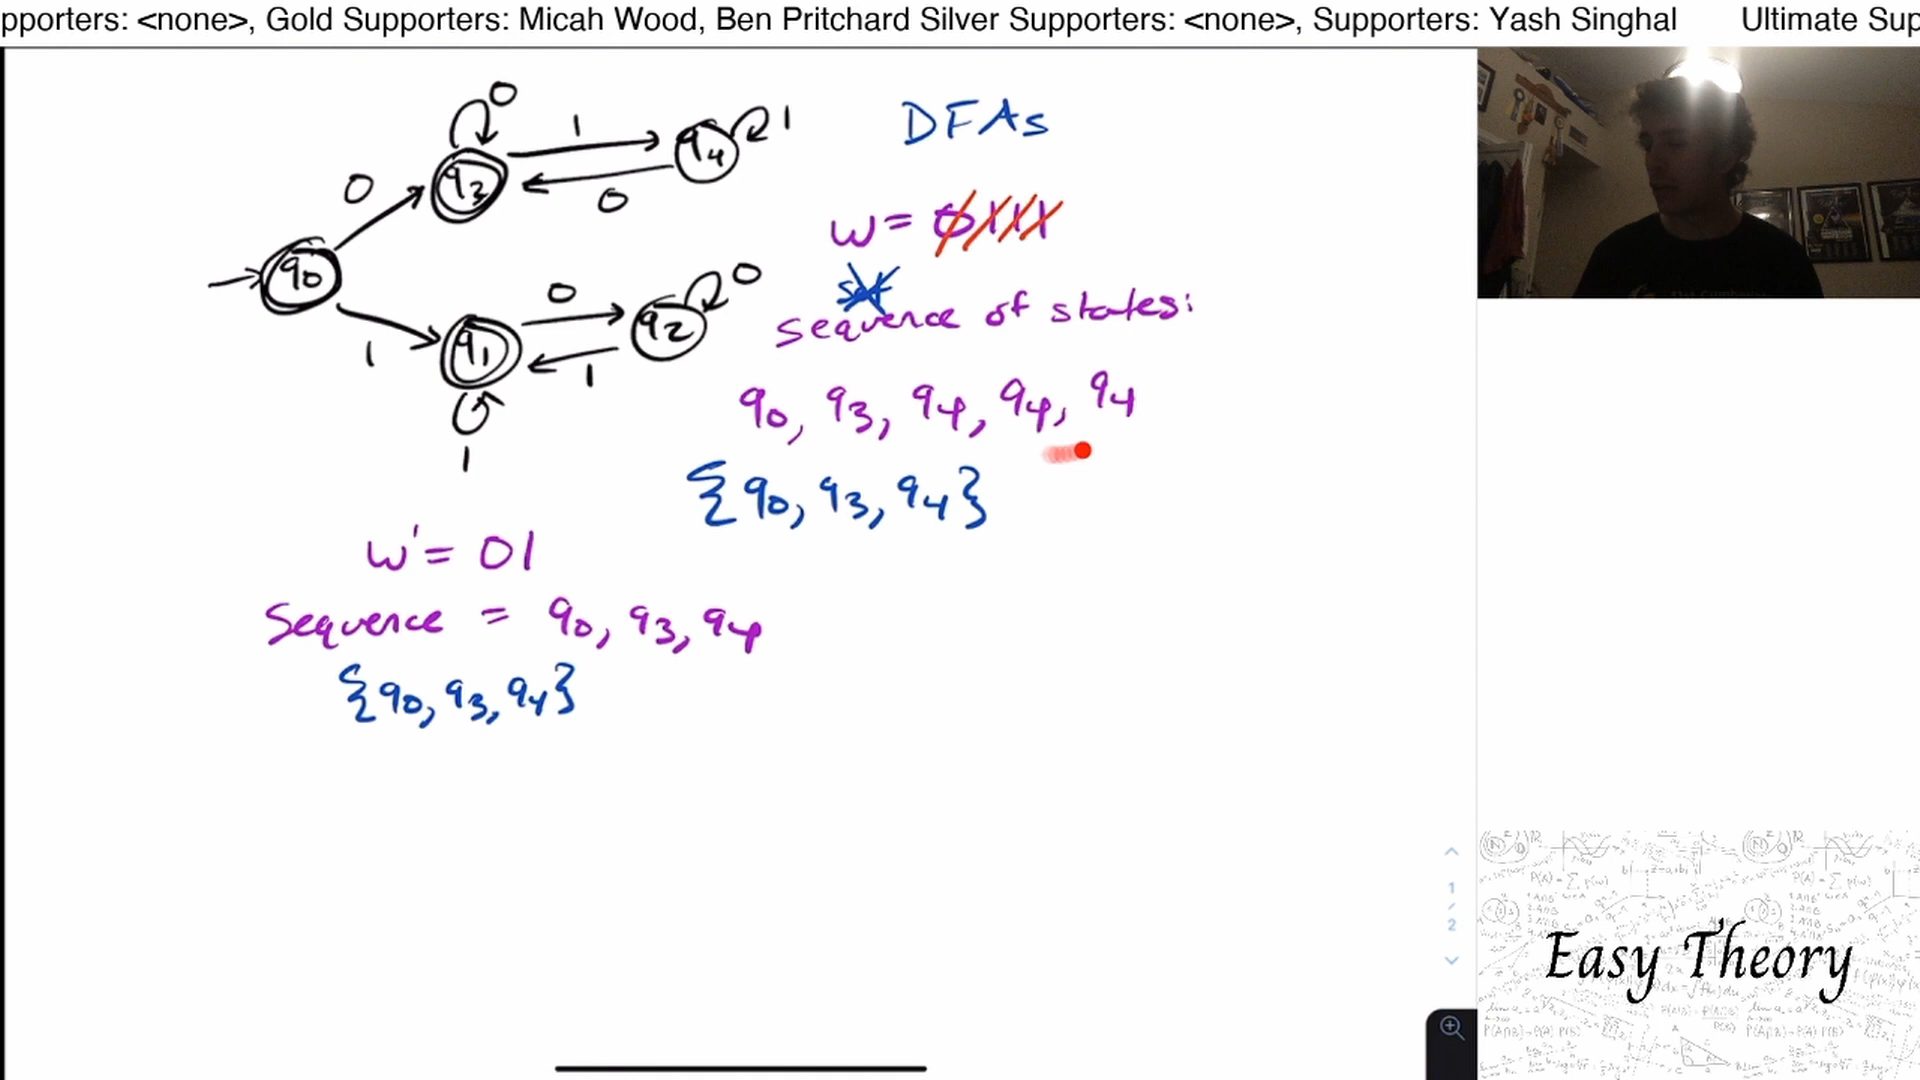 pporters: <none>, Gold Supporters: Micah Wood, Ben Pritchard Silver Supporters: <none>, Supporters: Yash Singhal Ultimate Sup
DFAs
0
1
q4
1
q3
0
0
w = 0111
q0
0
q2
0
1
q1
1
1
Sequence of states:
q0, q3, q4, q4, q4
{q0, q3, q4}
w' = 01
Sequence = q0, q3, q4
{q0, q3, q4}
1
2
Easy Theory